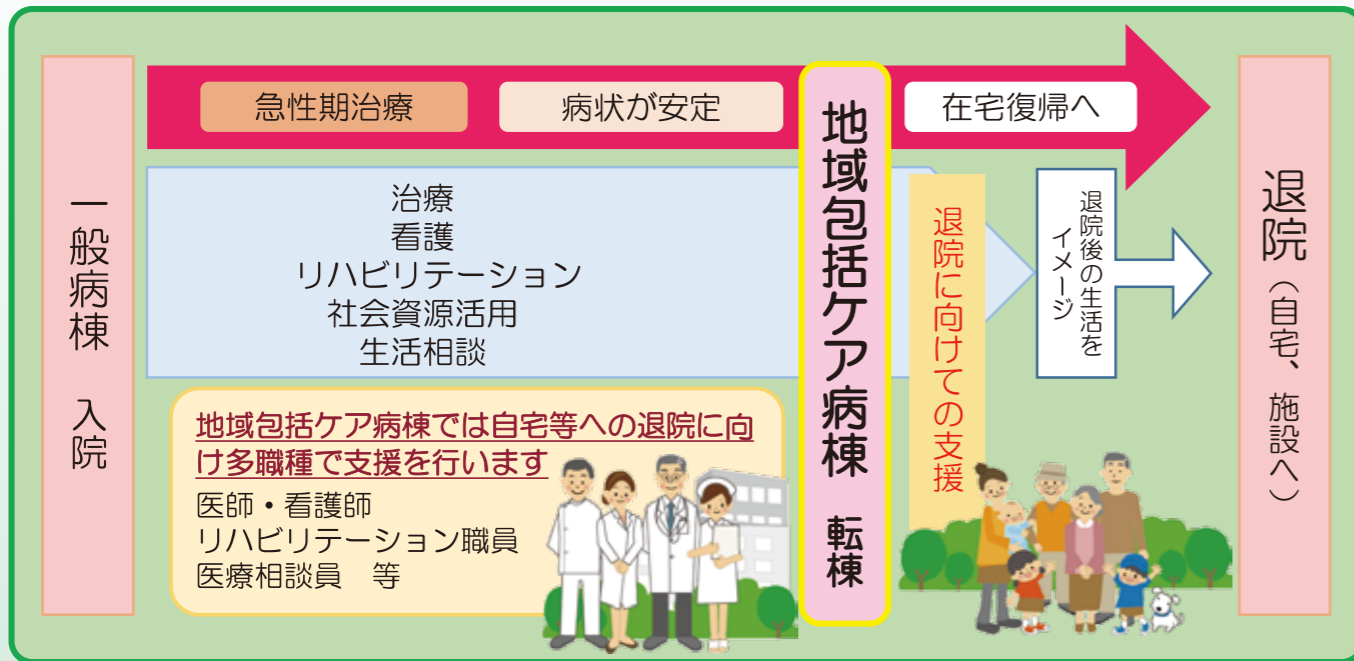 一般病棟　入院
急性期治療
病状が安定
地域包括ケア病棟　転棟
在宅復帰へ
治療
看護
リハビリテーション
社会資源活用
生活相談
退院に向けての支援
退院後の生活を
イメージ
地域包括ケア病棟では自宅等への退院に向
け多職種で支援を行います
医師・看護師
リハビリテーション職員
医療相談員　等
退院（自宅、施設へ）